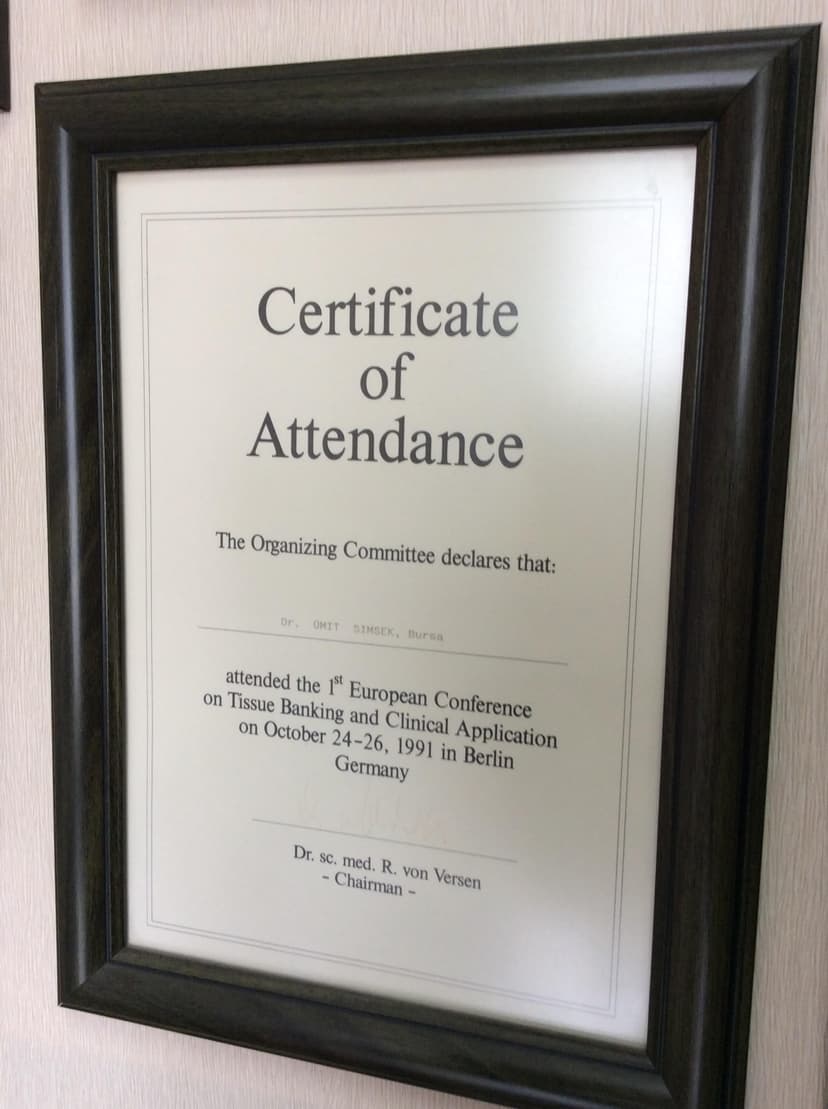 Certificate
of
Attendance
The Organizing Committee declares that:
Dr. ÜMIT SIMSEK, Bursa
attended the 1st European Conference
on Tissue Banking and Clinical Application
on October 24-26, 1991 in Berlin
Germany
Dr. sc. med. R. von Versen
- Chairman -